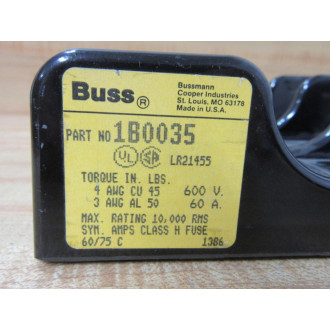 Buss®
Bussmann
Cooper Industries
St. Louis, MO 63178
Made in U.S.A.
PART NO 1B0035
UL SA LR21455
TORQUE IN. LBS.
4 AWG CU 45 600 V.
3 AWG AL 50 60 A.
MAX. RATING 10,000 RMS
SYM. AMPS CLASS H FUSE
60/75 C 1386